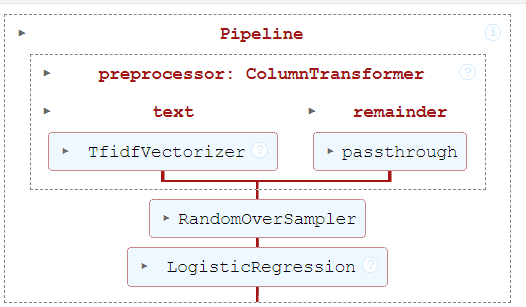 Pipeline
preprocessor: ColumnTransformer
text
remainder
TfidfVectorizer
passthrough
RandomOverSampler
LogisticRegression